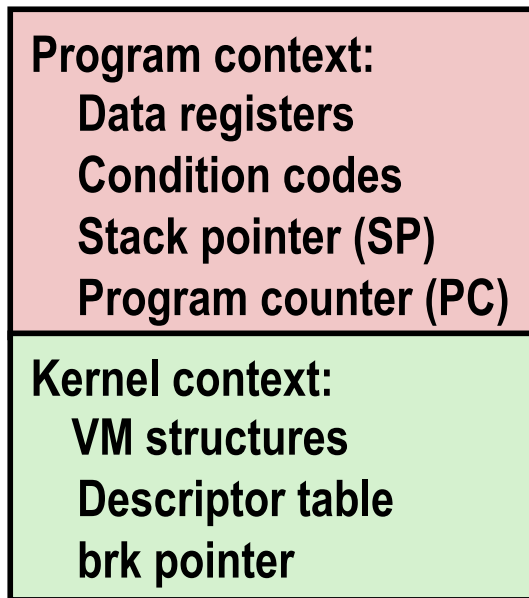 Program context:
Data registers
Condition codes
Stack pointer (SP)
Program counter (PC)
Kernel context:
VM structures
Descriptor table
brk pointer